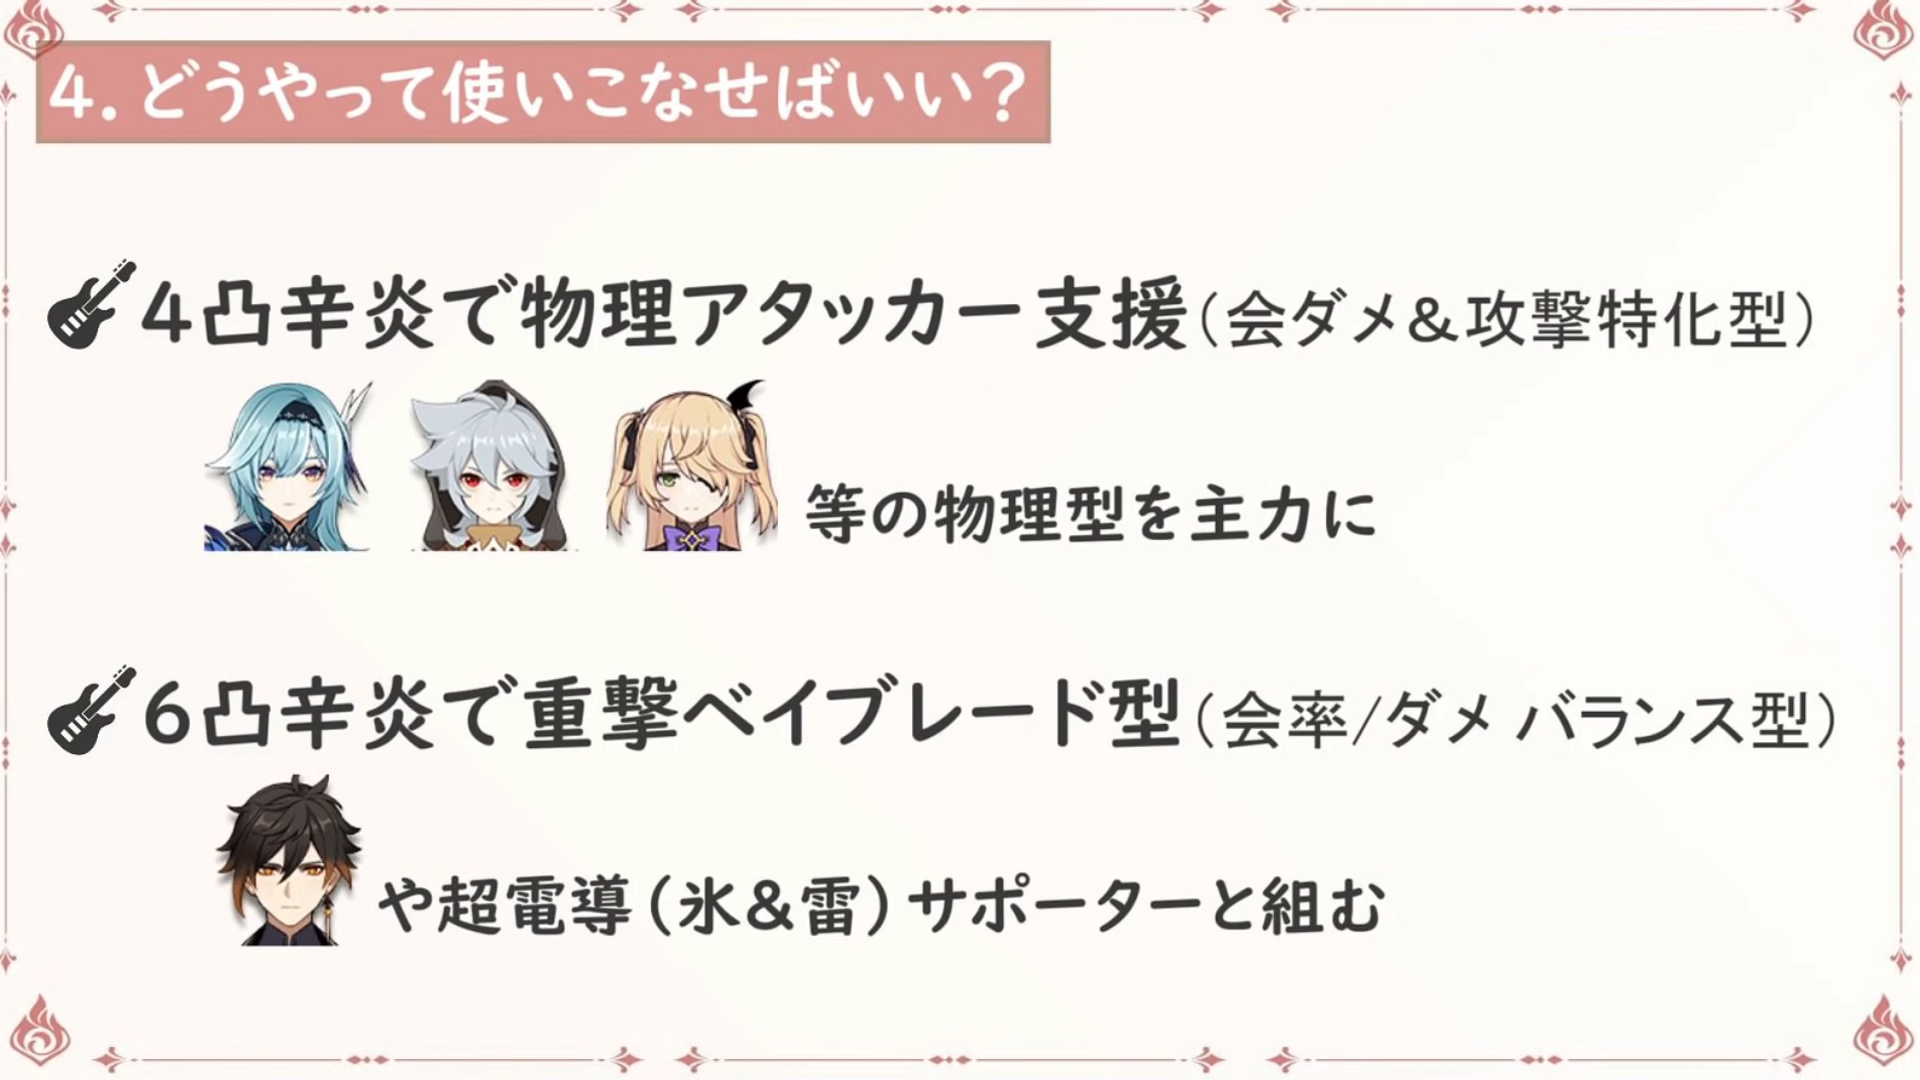 4. どうやって使いこなせばいい？
4凸辛炎で物理アタッカー支援（会ダメ＆攻撃特化型）
等の物理型を主力に
6凸辛炎で重撃ベイブレード型（会率/ダメ バランス型）
や超電導（氷＆雷）サポーターと組む